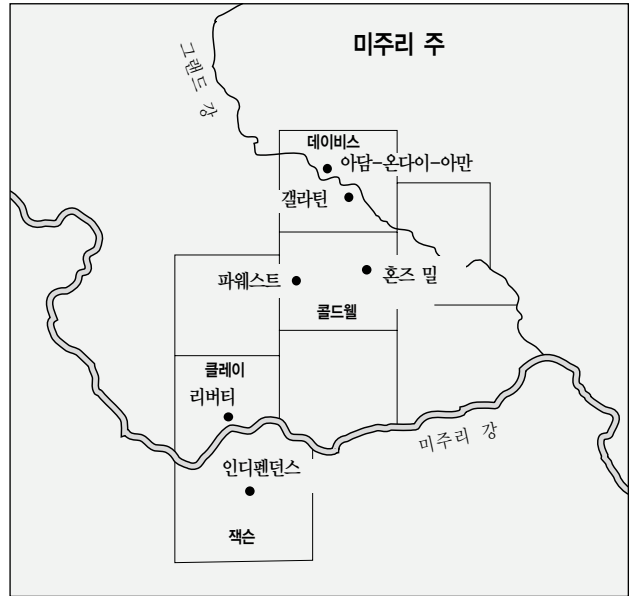 미주리 주
그랜드 강
데이비스
아담-온다이-아만
갤라틴
파웨스트
혼즈 밀
콜드웰
클레이
리버티
미주리 강
인디펜던스
잭슨